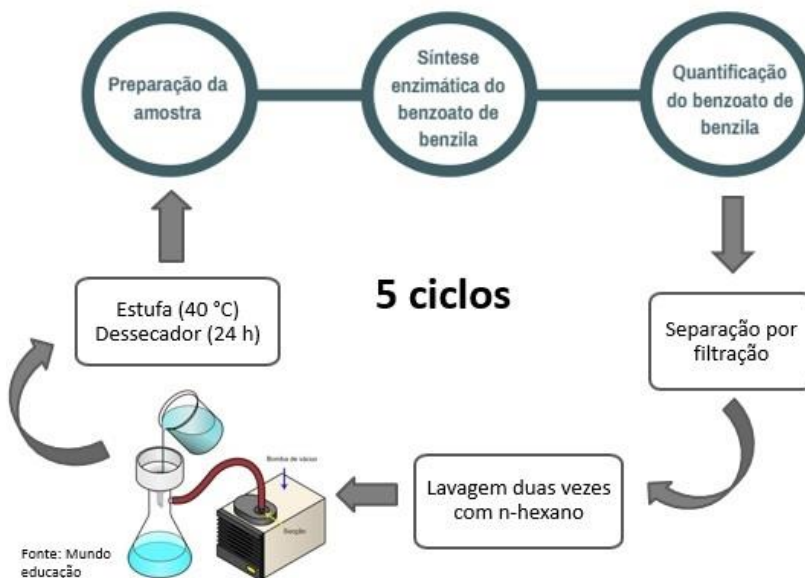 Preparação da
amostra
Síntese
enzimática do
benzoato de
benzila
Quantificação
do benzoato de
benzila
Estufa (40 °C)
Dessecador (24 h)
5 ciclos
Separação por
filtração
Lavagem duas vezes
com n-hexano
Bomba de vácuo
Sucção
Fonte: Mundo
educação